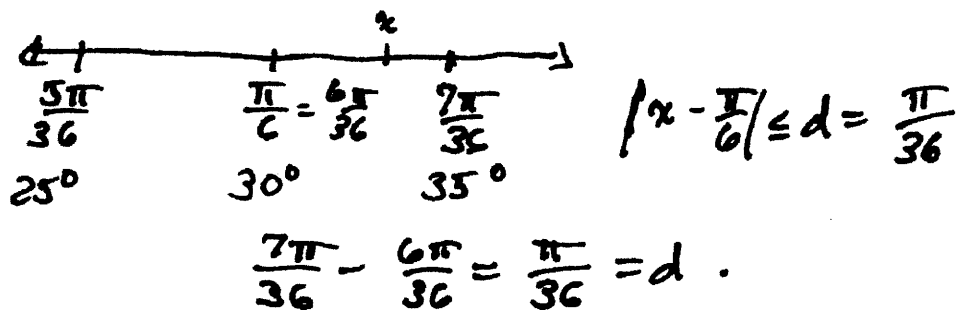 x
5π/36 π/6 = 6π/36 7π/36 |x - π/6| ≤ d = π/36
25° 30° 35°
7π/36 - 6π/36 = π/36 = d .